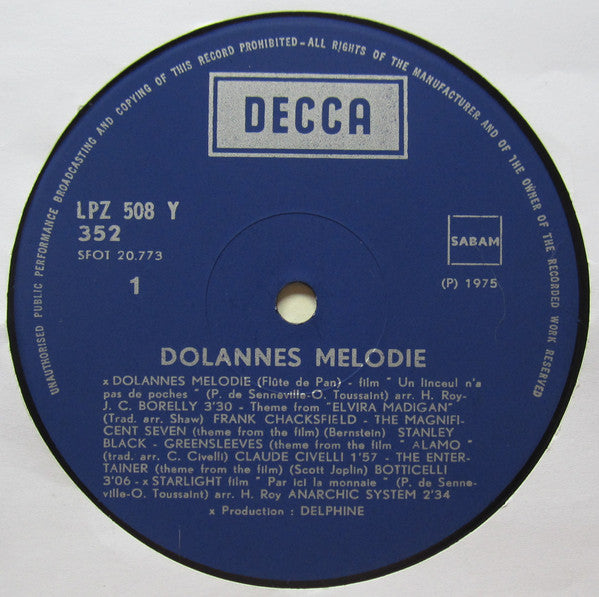 UNAUTHORISED PUBLIC PERFORMANCE BROADCASTING AND COPYING OF THIS RECORD PROHIBITED - ALL RIGHTS OF THE MANUFACTURER AND OF THE OWNER OF THE RECORDED WORK RESERVED
DECCA
LPZ 508 Y
352
SFOT 20.773
1
SABAM
(P) 1975
DOLANNES MELODIE
x DOLANNES MELODIE (Flûte de Pan) - film " Un linceul n'a
pas de poches " (P. de Senneville-O. Toussaint) arr. H. Roy-
J. C. BORELLY 3'30 - Theme from "ELVIRA MADIGAN"
(Trad. arr. Shaw) FRANK CHACKSFIELD - THE MAGNIFI-
CENT SEVEN (theme from the film) (Bernstein) STANLEY
BLACK - GREENSLEEVES (theme from the film " ALAMO "
(trad. arr. C. Civelli) CLAUDE CIVELLI 1'57 - THE ENTER-
TAINER (theme from the film) (Scott Joplin) BOTTICELLI
3'06 - x STARLIGHT film " Par ici la monnaie " (P. de Senne-
ville-O. Toussaint) arr. H. Roy ANARCHIC SYSTEM 2'34
x Production : DELPHINE